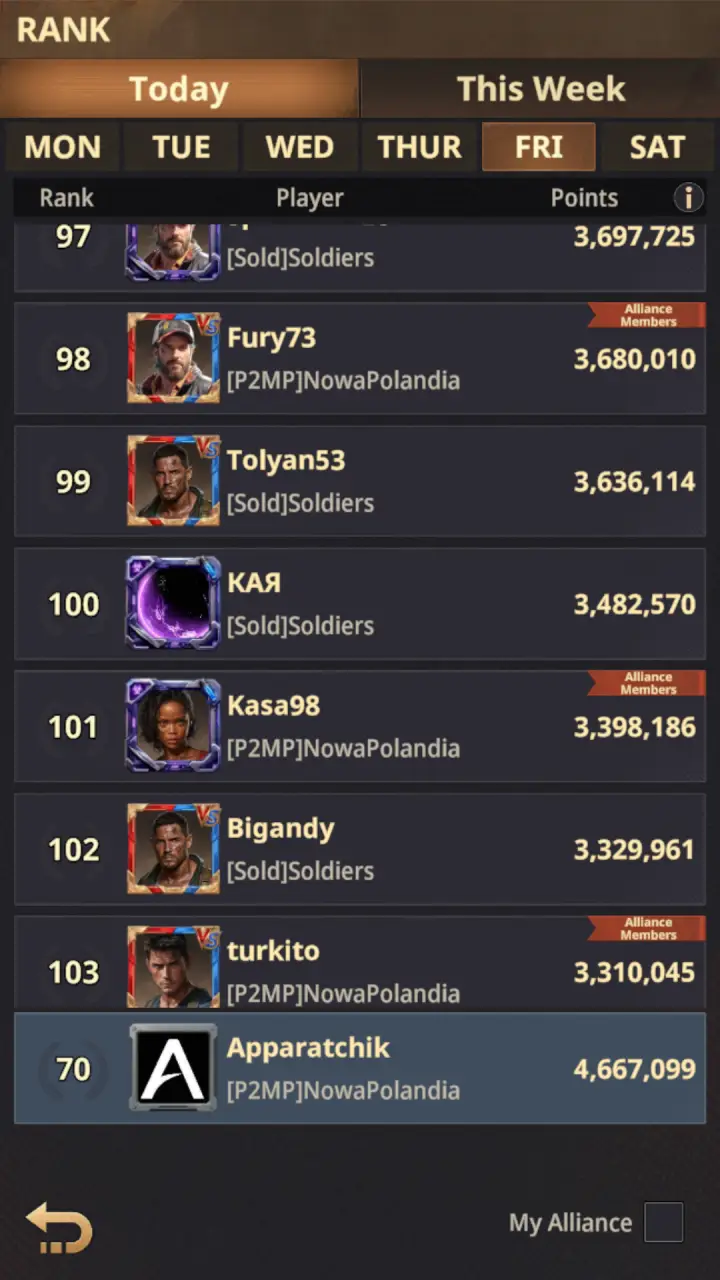 RANK
Today
This Week
MON
TUE
WED
THUR
FRI
SAT
Rank
Player
Points
97
[Sold]Soldiers
3,697,725
98
Fury73
[P2MP]NowaPolandia
Alliance
Members
3,680,010
99
Tolyan53
[Sold]Soldiers
3,636,114
100
КАЯ
[Sold]Soldiers
3,482,570
101
Kasa98
[P2MP]NowaPolandia
Alliance
Members
3,398,186
102
Bigandy
[Sold]Soldiers
3,329,961
103
turkito
[P2MP]NowaPolandia
Alliance
Members
3,310,045
70
Apparatchik
[P2MP]NowaPolandia
4,667,099
My Alliance